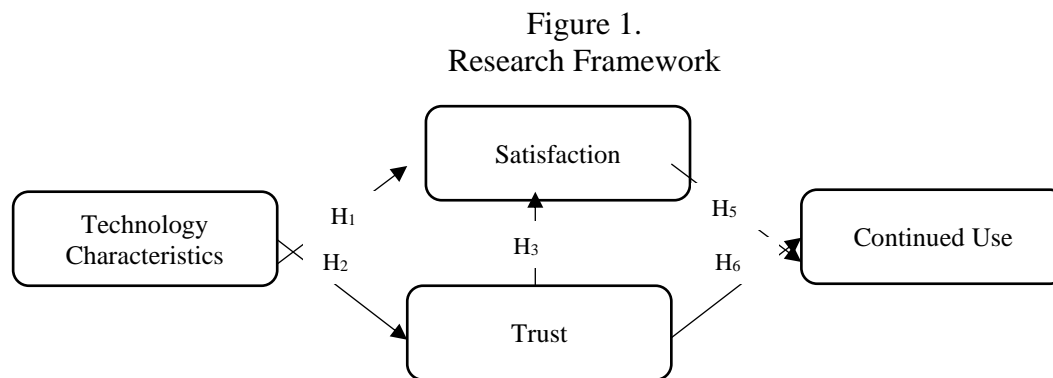 Figure 1.
Research Framework
Satisfaction
H1
H5
Technology
Characteristics
H3
Continued Use
H2
H6
Trust